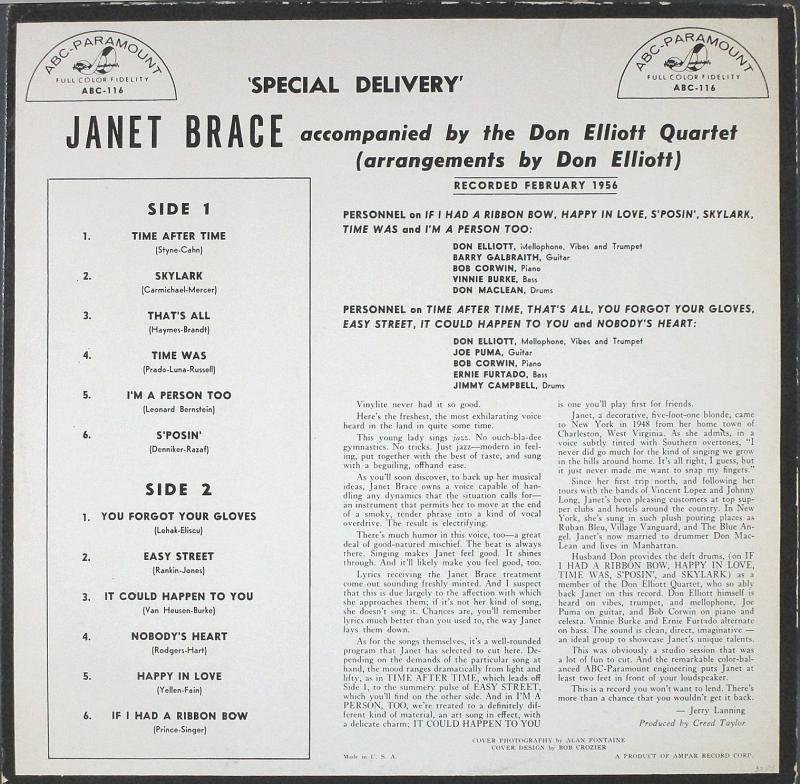 ABC-PARAMOUNT
FULL COLOR FIDELITY
ABC-116
ABC-PARAMOUNT
FULL COLOR FIDELITY
ABC-116
'SPECIAL DELIVERY'
JANET BRACE accompanied by the Don Elliott Quartet
(arrangements by Don Elliott)
RECORDED FEBRUARY 1956
SIDE 1
1. TIME AFTER TIME
(Styne-Cahn)
2. SKYLARK
(Carmichael-Mercer)
3. THAT'S ALL
(Haymes-Brandt)
4. TIME WAS
(Prado-Luna-Russell)
5. I'M A PERSON TOO
(Leonard Bernstein)
6. S'POSIN'
(Denniker-Razaf)
SIDE 2
1. YOU FORGOT YOUR GLOVES
(Lehak-Eliscu)
2. EASY STREET
(Rankin-Jones)
3. IT COULD HAPPEN TO YOU
(Van Heusen-Burke)
4. NOBODY'S HEART
(Rodgers-Hart)
5. HAPPY IN LOVE
(Yellen-Fain)
6. IF I HAD A RIBBON BOW
(Prince-Singer)
PERSONNEL on IF I HAD A RIBBON BOW, HAPPY IN LOVE, S'POSIN', SKYLARK,
TIME WAS and I'M A PERSON TOO:
DON ELLIOTT, Mellophone, Vibes and Trumpet
BARRY GALBRAITH, Guitar
BOB CORWIN, Piano
VINNIE BURKE, Bass
DON MACLEAN, Drums
PERSONNEL on TIME AFTER TIME, THAT'S ALL, YOU FORGOT YOUR GLOVES,
EASY STREET, IT COULD HAPPEN TO YOU and NOBODY'S HEART:
DON ELLIOTT, Mellophone, Vibes and Trumpet
JOE PUMA, Guitar
BOB CORWIN, Piano
ERNIE FURTADO, Bass
JIMMY CAMPBELL, Drums
Vinylite never had it so good.
Here's the freshest, the most exhilarating voice
heard in the land in quite some time.
This young lady sings jazz. No ouch-bla-dee
gymnastics. No tricks. Just jazz—modern in feel-
ing, put together with the best of taste, and sung
with a beguiling, offhand ease.
As you'll soon discover, to back up her musical
ideas, Janet Brace owns a voice capable of han-
dling any dynamics that the situation calls for—
an instrument that permits her to move at the end
of a smoky, tender phrase into a kind of vocal
overdrive. The result is electrifying.
There's much humor in this voice, too—a great
deal of good-natured mischief. The beat is always
there. Singing makes Janet feel good. It shines
through. And it'll likely make you feel good, too.
Lyrics receiving the Janet Brace treatment
come out sounding freshly minted. And I suspect
that this is due largely to the affection with which
she approaches them; if it's not her kind of song,
she doesn't sing it. Chances are, you'll remember
lyrics much better than you used to, the way Janet
lays them down.
As for the songs themselves, it's a well-rounded
program that Janet has selected to cut here. De-
pending on the demands of the particular song at
hand, the mood ranges dramatically from light and
lifty, as in TIME AFTER TIME, which leads off
Side 1, to the summery pulse of EASY STREET,
which you'll find on the other side. And in I'M A
PERSON, TOO, we're treated to a definitely dif-
ferent kind of material, an art song in effect, with
a delicate charm; IT COULD HAPPEN TO YOU
is one you'll play first for friends.
Janet, a decorative, five-foot-one blonde, came
to New York in 1948 from her home town of
Charleston, West Virginia. As she admits, in a
voice subtly tinted with Southern overtones, "I
never did go much for the kind of singing we grew
in the hills around home. It's all right, I guess, but
it just never made me want to snap my fingers."
Since her first trip north, and following her
tours with the bands of Vincent Lopez and Johnny
Long, Janet's been pleasing customers at top sup-
per clubs and hotels around the country. In New
York, she's sung in such plush pouring places as
Ruban Bleu, Village Vanguard, and The Blue An-
gel. Janet's now married to drummer Don Mac-
Lean and lives in Manhattan.
Husband Don provides the deft drums, (on IF
I HAD A RIBBON BOW, HAPPY IN LOVE,
TIME WAS, S'POSIN', and SKYLARK) as a
member of the Don Elliott Quartet, who so ably
back Janet on this record. Don Elliott himself is
heard on vibes, trumpet, and mellophone, Joe
Puma on guitar, and Bob Corwin on piano and
celesta. Vinnie Burke and Ernie Furtado alternate
on bass. The sound is clean, direct, imaginative —
an ideal group to showcase Janet's unique talents.
This was obviously a studio session that was
a lot of fun to cut. And the remarkable color-bal-
anced ABC-Paramount engineering puts Janet at
least two feet in front of your loudspeaker.
This is a record you won't want to lend. There's
more than a chance that you wouldn't get it back.
— Jerry Lanning
Produced by Creed Taylor
COVER PHOTOGRAPHY by ALAN FONTAINE
COVER DESIGN by BOB CROZIER
Made in U. S. A.
A PRODUCT OF AMPAR RECORD CORP.